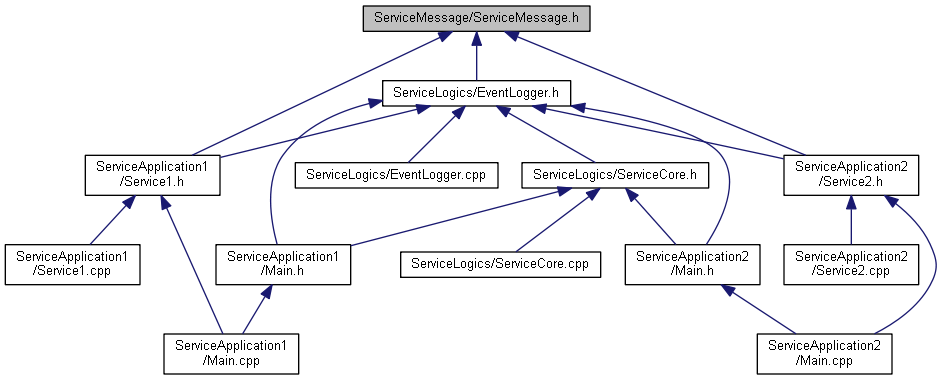 ServiceMessage/ServiceMessage.h
ServiceLogics/EventLogger.h
ServiceApplication1
/Service1.h
ServiceLogics/EventLogger.cpp
ServiceLogics/ServiceCore.h
ServiceApplication2
/Service2.h
ServiceApplication1
/Service1.cpp
ServiceApplication1
/Main.h
ServiceLogics/ServiceCore.cpp
ServiceApplication2
/Main.h
ServiceApplication2
/Service2.cpp
ServiceApplication1
/Main.cpp
ServiceApplication2
/Main.cpp